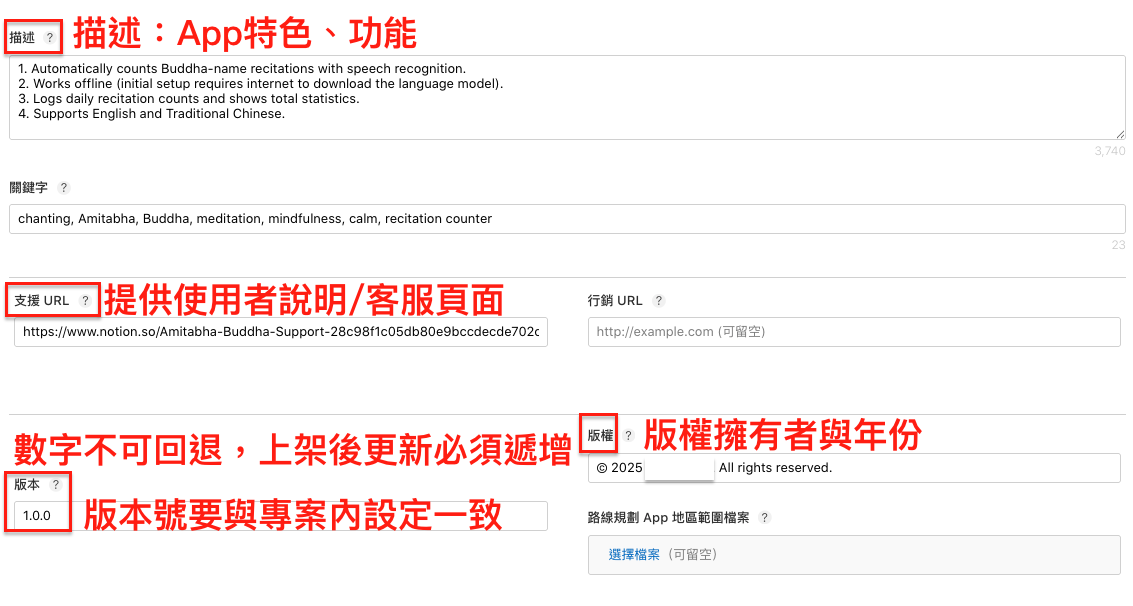 描述 ? 描述：App特色、功能
1. Automatically counts Buddha-name recitations with speech recognition.
2. Works offline (initial setup requires internet to download the language model).
3. Logs daily recitation counts and shows total statistics.
4. Supports English and Traditional Chinese.
3,740
關鍵字 ?
chanting, Amitabha, Buddha, meditation, mindfulness, calm, recitation counter
23
支援 URL ? 提供使用者說明/客服頁面
https://www.notion.so/Amitabha-Buddha-Support-28c98f1c05db80e9bccdecde702c
行銷 URL ?
http://example.com (可留空)
數字不可回退，上架後更新必須遞增
版本 ?
1.0.0 版本號要與專案內設定一致
版權 ? 版權擁有者與年份
© 2025 All rights reserved.
路線規劃 App 地區範圍檔案 ?
選擇檔案 (可留空)